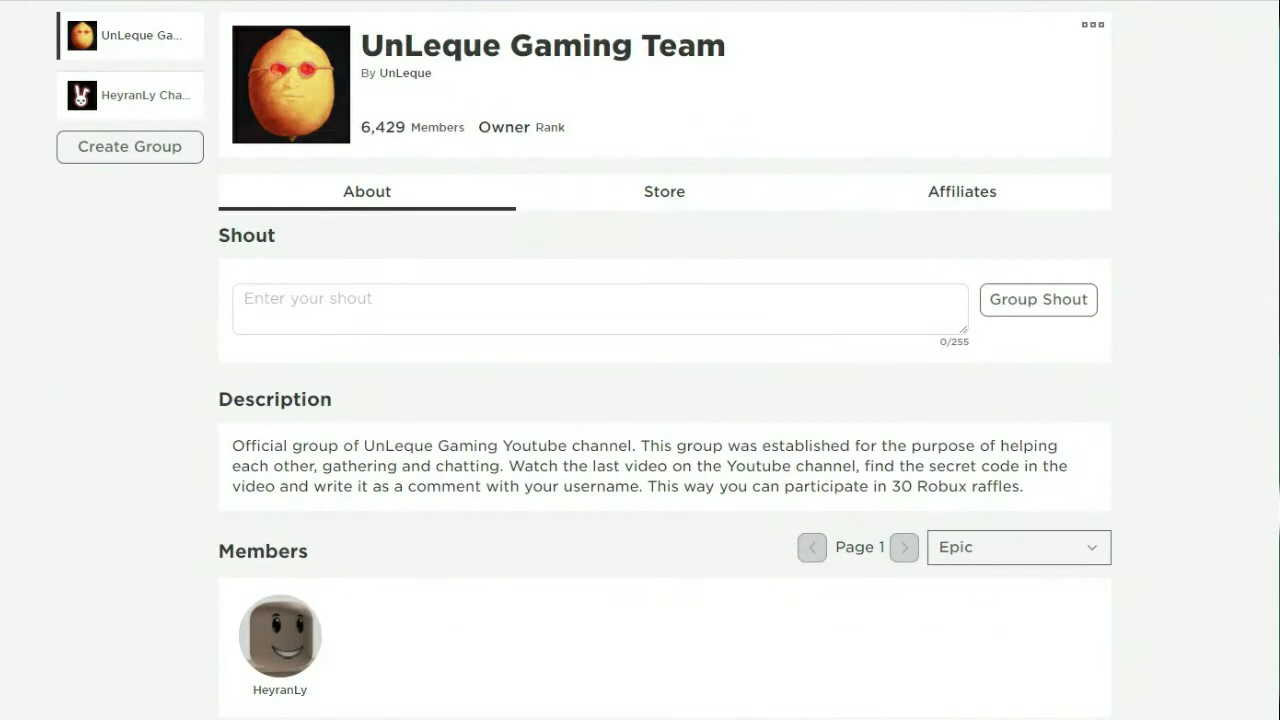 UnLeque Ga...
HeyranLy Cha...
Create Group
UnLeque Gaming Team
By UnLeque
6,429 Members Owner Rank
About Store Affiliates
Shout
Enter your shout
Group Shout
0/255
Description
Official group of UnLeque Gaming Youtube channel. This group was established for the purpose of helping
each other, gathering and chatting. Watch the last video on the Youtube channel, find the secret code in the
video and write it as a comment with your username. This way you can participate in 30 Robux raffles.
Members
Page 1
Epic
HeyranLy